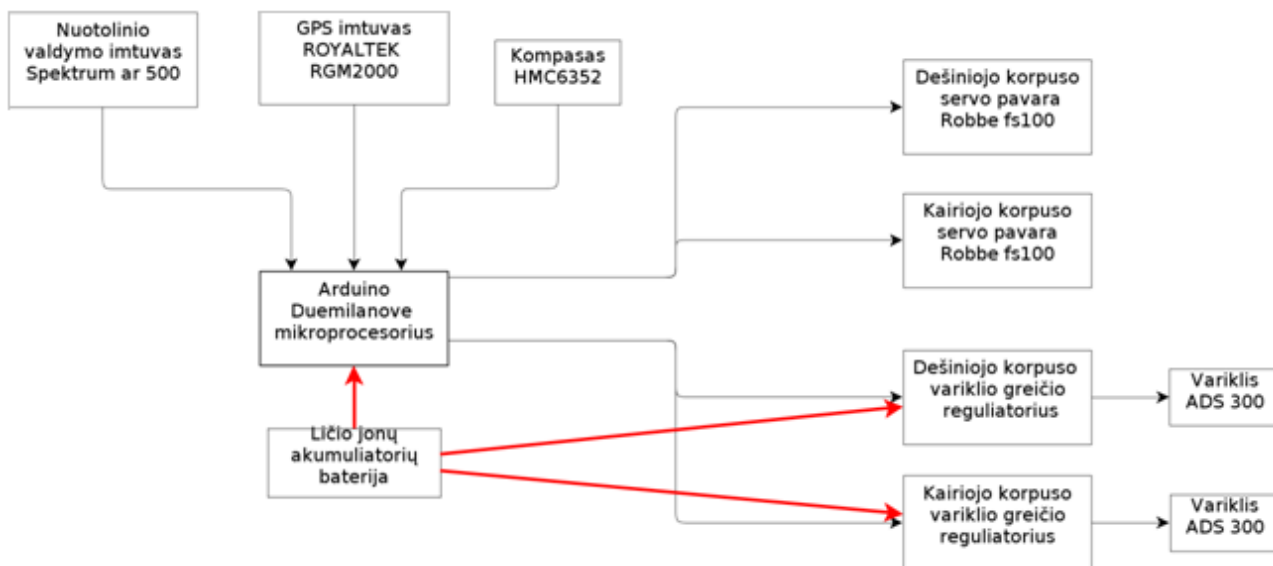 Nuotolinio
valdymo imtuvas
Spektrum ar 500
GPS imtuvas
ROYALTEK
RGM2000
Kompasas
HMC6352
Dešiniojo korpuso
servo pavara
Robbe fs100
Kairiojo korpuso
servo pavara
Robbe fs100
Arduino
Duemilanove
mikroprocesorius
Dešiniojo korpuso
variklio greičio
reguliatorius
Variklis
ADS 300
Ličio jonų
akumuliatorių
baterija
Kairiojo korpuso
variklio greičio
reguliatorius
Variklis
ADS 300